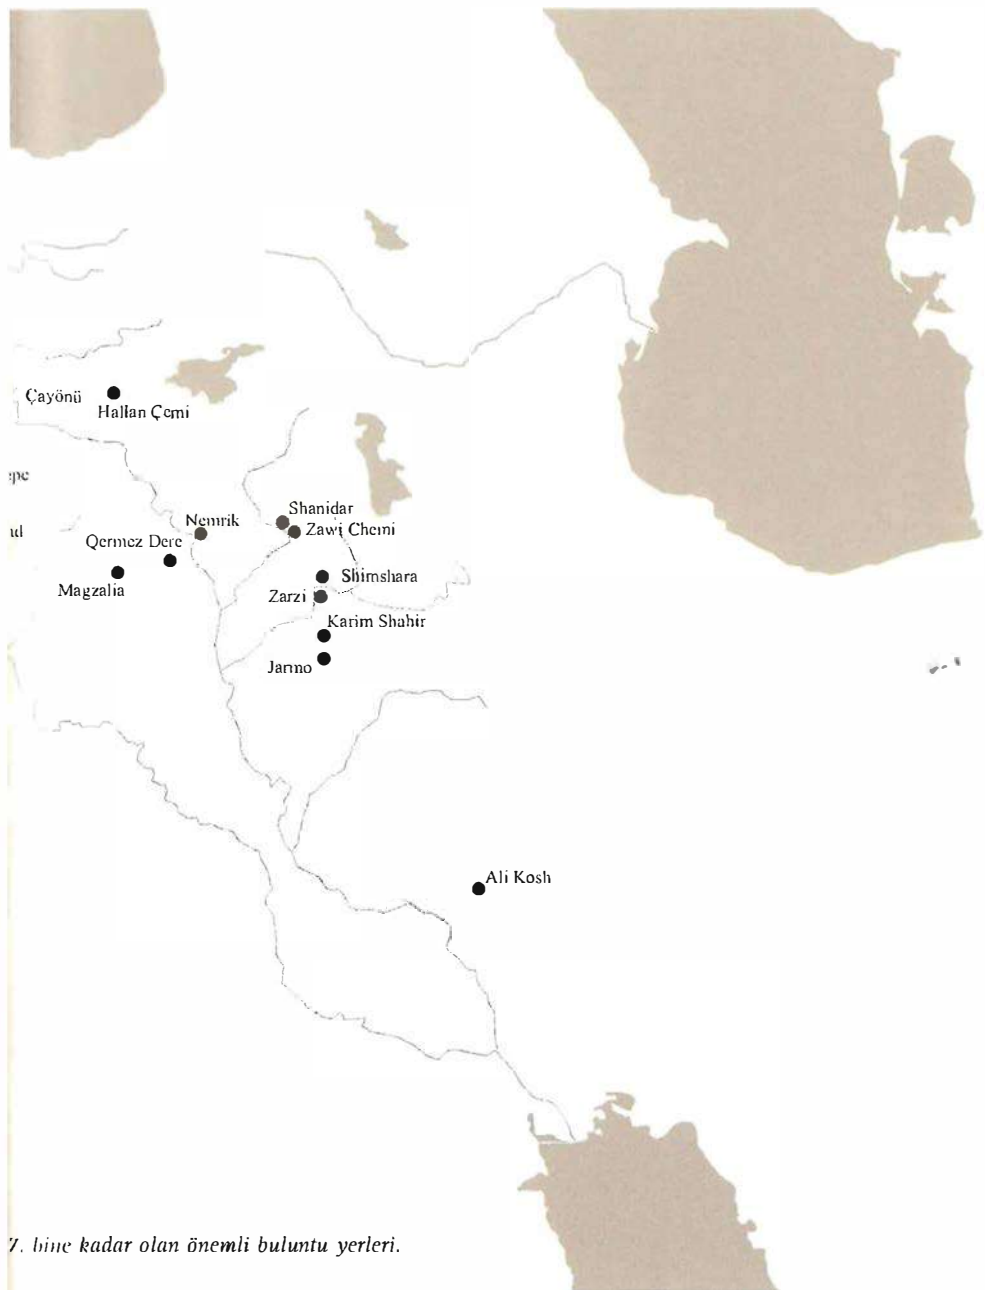 Çayönü
Hallan Çemi
Shanidar
Nemrik
Zawi Chemi
Qermez Dere
Shimshara
Magzalia
Zarzi
Karim Shahir
Jarmo
Ali Kosh
7. bine kadar olan önemli buluntu yerleri.